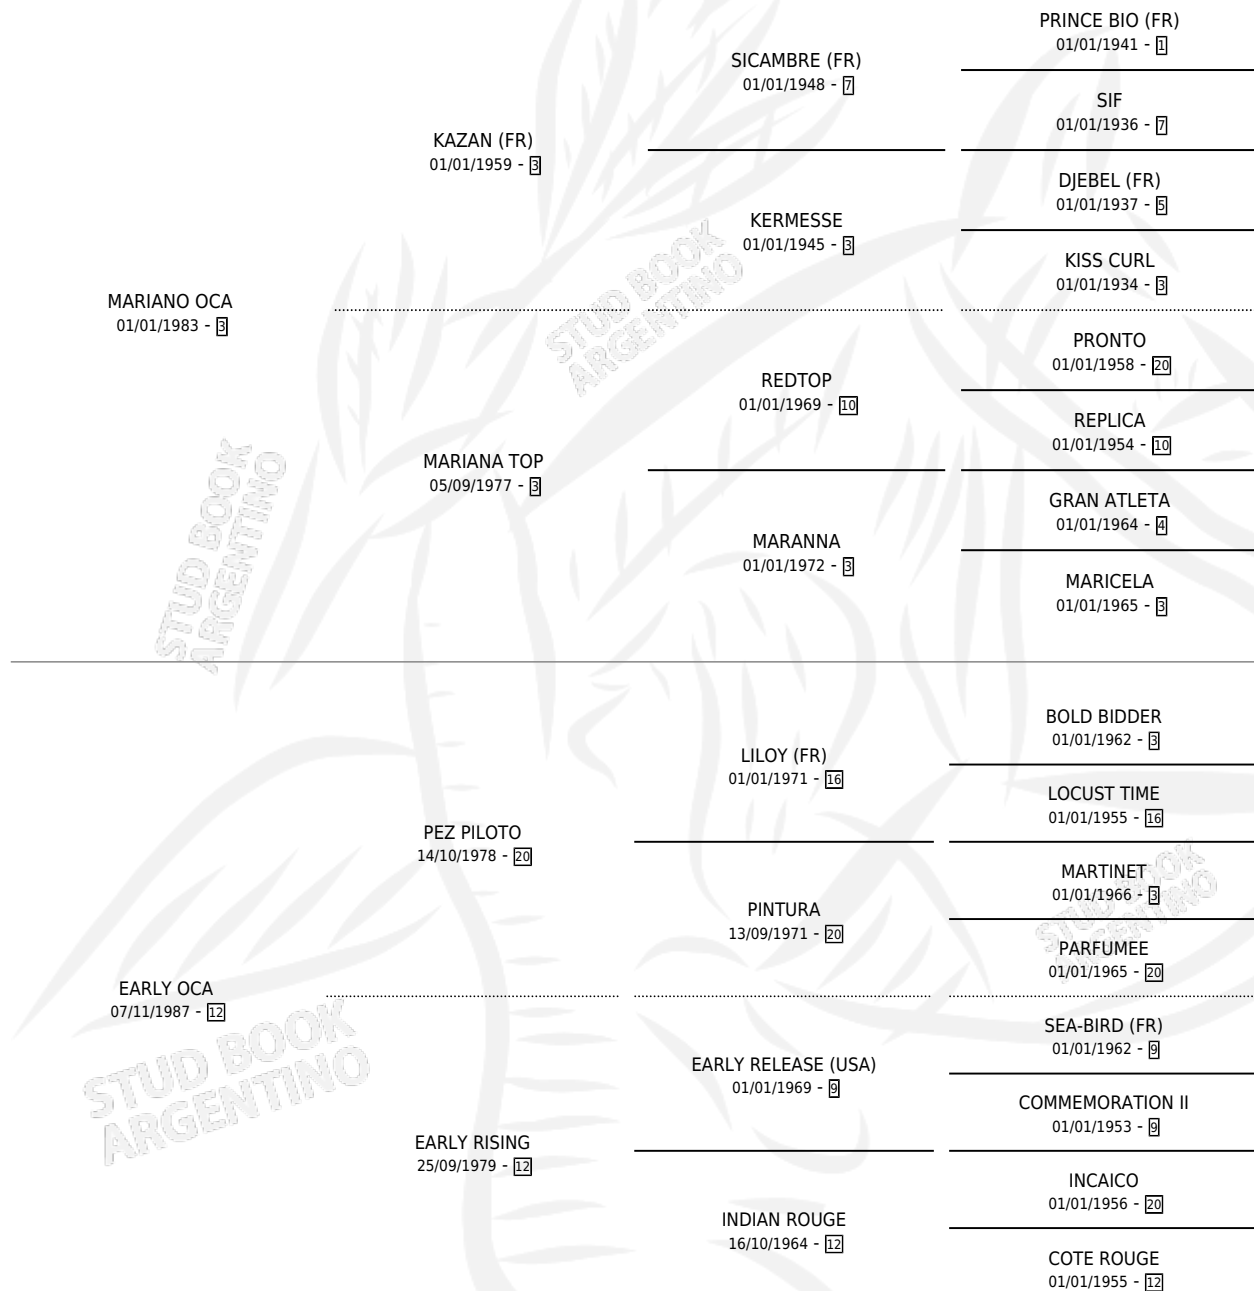 PRINCE BIO (FR)
01/01/1941 - 1
SICAMBRE (FR)
01/01/1948 - 7
SIF
01/01/1936 - 7
KAZAN (FR)
01/01/1959 - 3
DJEBEL (FR)
01/01/1937 - 5
KERMESSE
01/01/1945 - 3
KISS CURL
01/01/1934 - 3
MARIANO OCA
01/01/1983 - 3
PRONTO
01/01/1958 - 20
REDTOP
01/01/1969 - 10
REPLICA
01/01/1954 - 10
MARIANA TOP
05/09/1977 - 3
GRAN ATLETA
01/01/1964 - 4
MARANNA
01/01/1972 - 3
MARICELA
01/01/1965 - 3
BOLD BIDDER
01/01/1962 - 3
LILOY (FR)
01/01/1971 - 16
LOCUST TIME
01/01/1955 - 16
PEZ PILOTO
14/10/1978 - 20
MARTINET
01/01/1966 - 3
PINTURA
13/09/1971 - 20
PARFUMEE
01/01/1965 - 20
EARLY OCA
07/11/1987 - 12
SEA-BIRD (FR)
01/01/1962 - 9
EARLY RELEASE (USA)
01/01/1969 - 9
COMMEMORATION II
01/01/1953 - 9
EARLY RISING
25/09/1979 - 12
INCAICO
01/01/1956 - 20
INDIAN ROUGE
16/10/1964 - 12
COTE ROUGE
01/01/1955 - 12
STUD BOOK
ARGENTINO
STUD BOOK
ARGENTINO
STUD BOOK
ARGENTINO
STUD BOOK
ARGENTINO